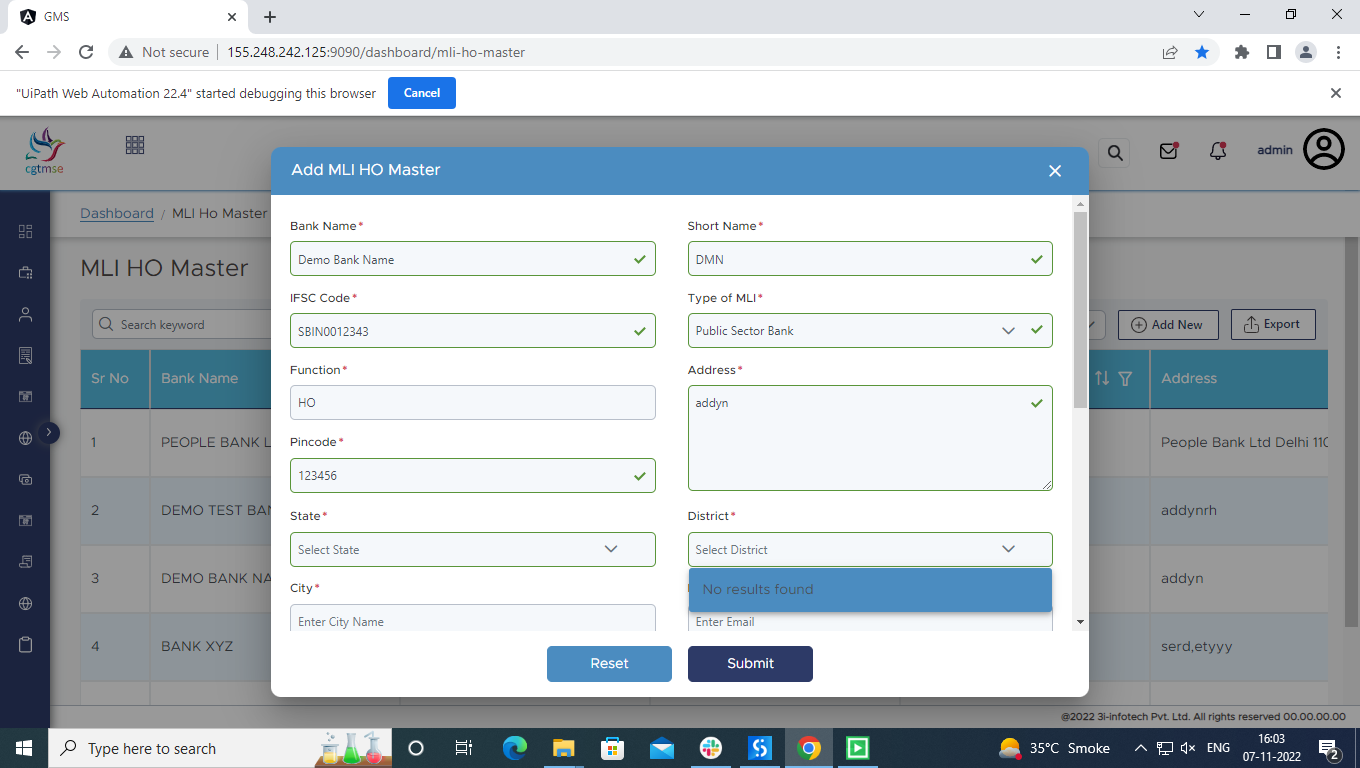 GMS
Not secure
155.248.242.125:9090/dashboard/mli-ho-master
"UiPath Web Automation 22.4" started debugging this browser
Cancel
cgtmse
admin
Dashboard / MLI Ho Master
MLI HO Master
Search keyword
Add New
Export
Sr No
Bank Name
Address
1
PEOPLE BANK L
People Bank Ltd Delhi 110
2
DEMO TEST BAN
addynrh
3
DEMO BANK NA
addyn
4
BANK XYZ
serd,etyyy
Add MLI HO Master
Bank Name*
Short Name*
Demo Bank Name
DMN
IFSC Code*
Type of MLI*
SBIN0012343
Public Sector Bank
Function*
Address*
HO
addyn
Pincode*
123456
State*
District*
Select State
Select District
City*
No results found
Enter City Name
Enter Email
Reset
Submit
@2022 3i-infotech Pvt. Ltd. All rights reserved 00.00.00.00
Type here to search
35°C Smoke
ENG
16:03
07-11-2022
2